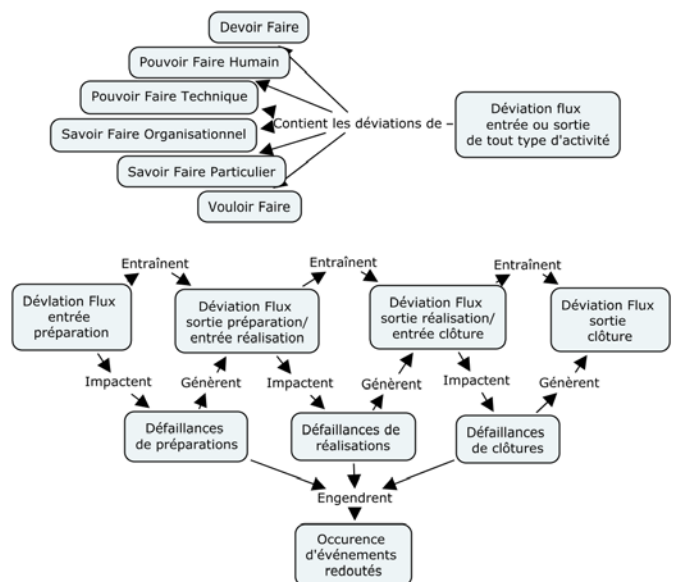 Devoir Faire
Pouvoir Faire Humain
Pouvoir Faire Technique
Savoir Faire Organisationnel
Savoir Faire Particulier
Vouloir Faire
Contient les déviations de
Déviation flux
entrée ou sortie
de tout type d'activité
Entraînent
Entraînent
Entraînent
Déviation Flux
entrée
préparation
Déviation Flux
sortie préparation/
entrée réalisation
Déviation Flux
sortie réalisation/
entrée clôture
Déviation Flux
sortie
clôture
Impactent
Génèrent
Impactent
Génèrent
Impactent
Génèrent
Défaillances
de préparations
Défaillances de
réalisations
Défaillances
de clôtures
Engendrent
Occurence
d'événements
redoutés